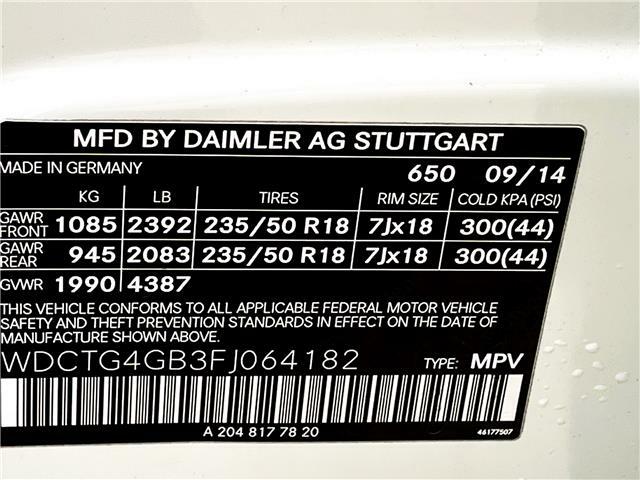 MFD BY DAIMLER AG STUTTGART
MADE IN GERMANY 650 09/14
KG LB TIRES RIM SIZE COLD KPA (PSI)
GAWR FRONT 1085 2392 235/50 R18 7Jx18 300(44)
GAWR REAR 945 2083 235/50 R18 7Jx18 300(44)
GVWR 1990 4387
THIS VEHICLE CONFORMS TO ALL APPLICABLE FEDERAL MOTOR VEHICLE
SAFETY AND THEFT PREVENTION STANDARDS IN EFFECT ON THE DATE OF
MANUFACTURE SHOWN ABOVE.
WDCTG4GB3FJ064182 TYPE: MPV
A 204 817 78 20 46177507